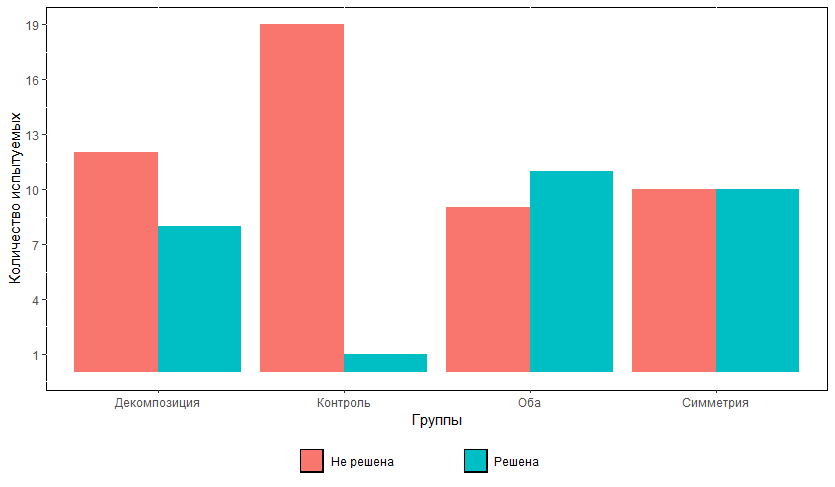 Количество испытуемых
19
16
13
10
7
4
1
Декомпозиция Контроль Оба Симметрия
Группы
Не решена Решена